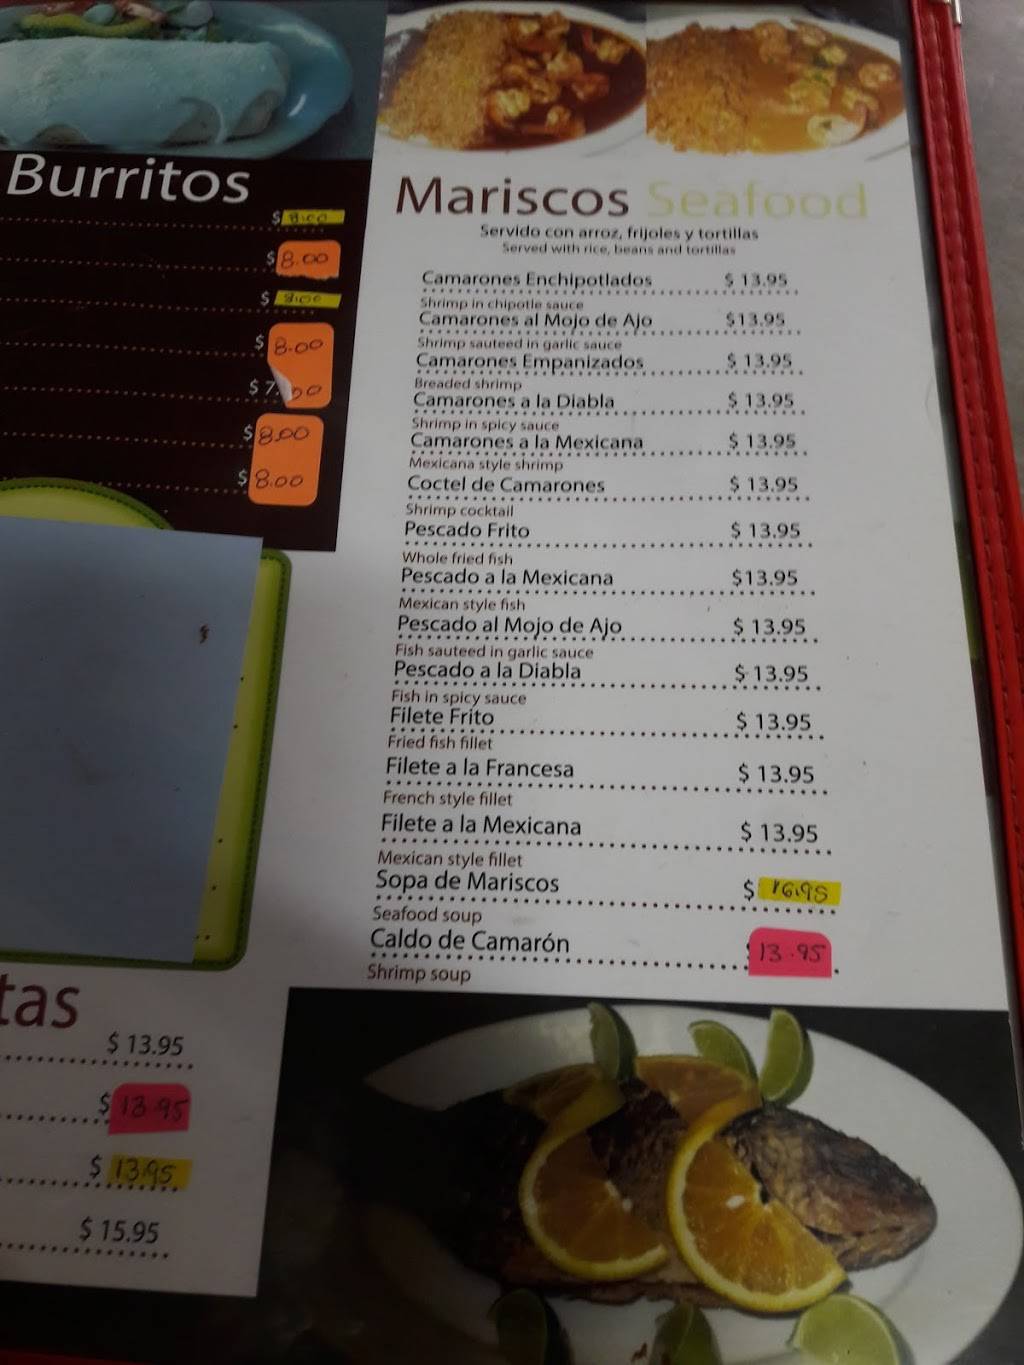 Burritos
$ 8.00
$ 8.00
$ 8.00
$ 8.00
$ 7.00
$ 8.00
$ 8.00
Mariscos Seafood
Servido con arroz, frijoles y tortillas
Served with rice, beans and tortillas
Camarones Enchipotlados $ 13.95
Shrimp in chipotle sauce
Camarones al Mojo de Ajo $13.95
Shrimp sauteed in garlic sauce
Camarones Empanizados $ 13.95
Breaded shrimp
Camarones a la Diabla $ 13.95
Shrimp in spicy sauce
Camarones a la Mexicana $ 13.95
Mexicana style shrimp
Coctel de Camarones $ 13.95
Shrimp cocktail
Pescado Frito $ 13.95
Whole fried fish
Pescado a la Mexicana $13.95
Mexican style fish
Pescado al Mojo de Ajo $ 13.95
Fish sauteed in garlic sauce
Pescado a la Diabla $ 13.95
Fish in spicy sauce
Filete Frito $ 13.95
Fried fish fillet
Filete a la Francesa $ 13.95
French style fillet
Filete a la Mexicana $ 13.95
Mexican style fillet
Sopa de Mariscos $ 16.95
Seafood soup
Caldo de Camarón 13.95
Shrimp soup
tas
$ 13.95
$ 13.95
$ 13.95
$ 15.95